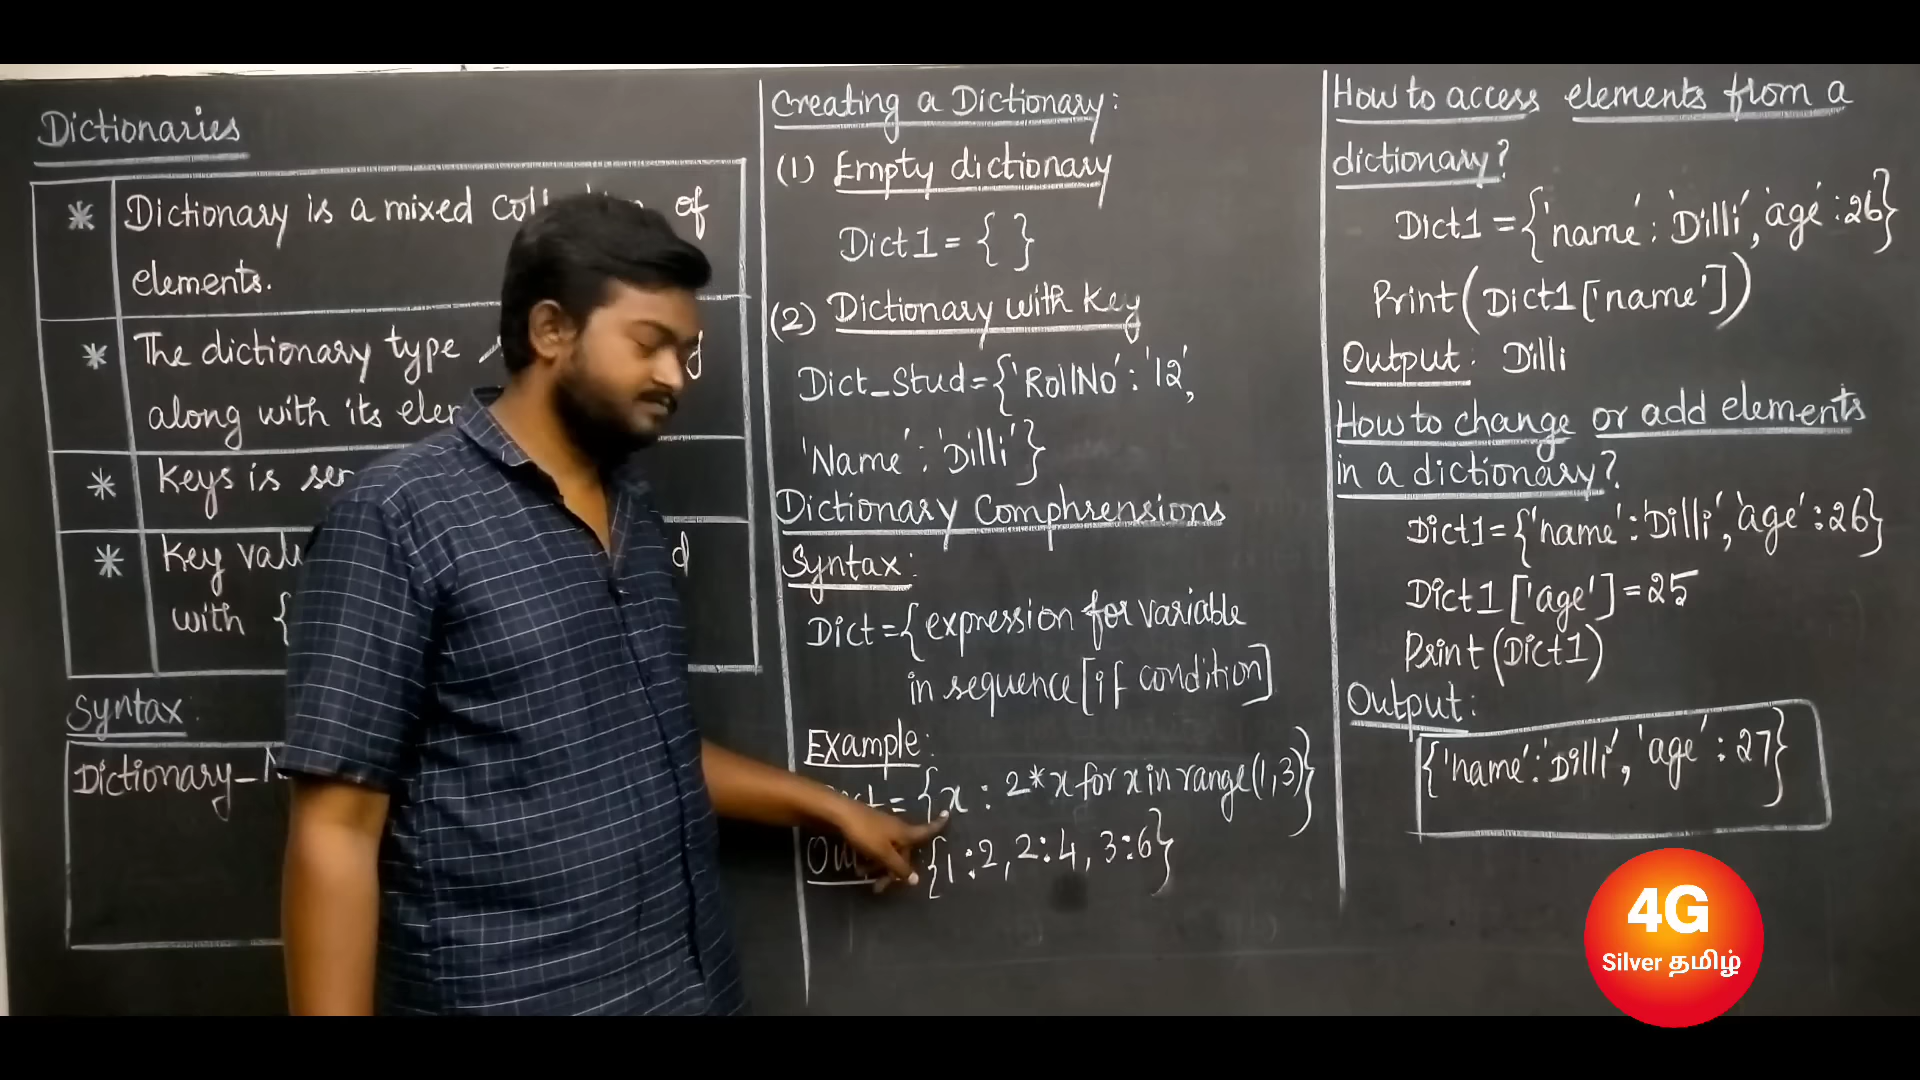 Dictionaries
* Dictionary is a mixed of
elements.
* The dictionary type
along with its
* Keys is
* Key
with {
Syntax:
Dictionary_
Creating a Dictionary:
(1) Empty dictionary
Dict1 = { }
(2) Dictionary with Key
Dict_Stud={'RollNo': '12',
'Name': 'Dilli'}
Dictionary Comphrensions
Syntax:
Dict={expression for variable
in sequence [if condition]
Example:
= {x : 2*x for x in range(1,3)}
{1:2, 2:4, 3:6}
How to access elements from a
dictionary?
Dict1={'name': 'Dilli', 'age':26}
Print(Dict1['name'])
Output: Dilli
How to change or add elements
in a dictionary?
Dict1={'name':'Dilli', 'age':26}
Dict1['age']=25
Print(Dict1)
Output:
{'name':'Dilli', 'age':27}
4G
Silver தமிழ்